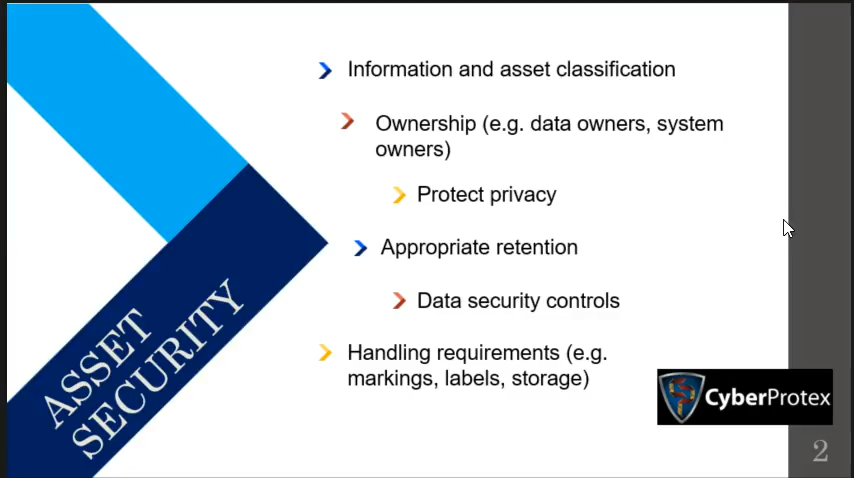 Information and asset classification
Ownership (e.g. data owners, system
owners)
Protect privacy
Appropriate retention
Data security controls
Handling requirements (e.g.
markings, labels, storage)
ASSET
SECURITY
CyberProtex
2